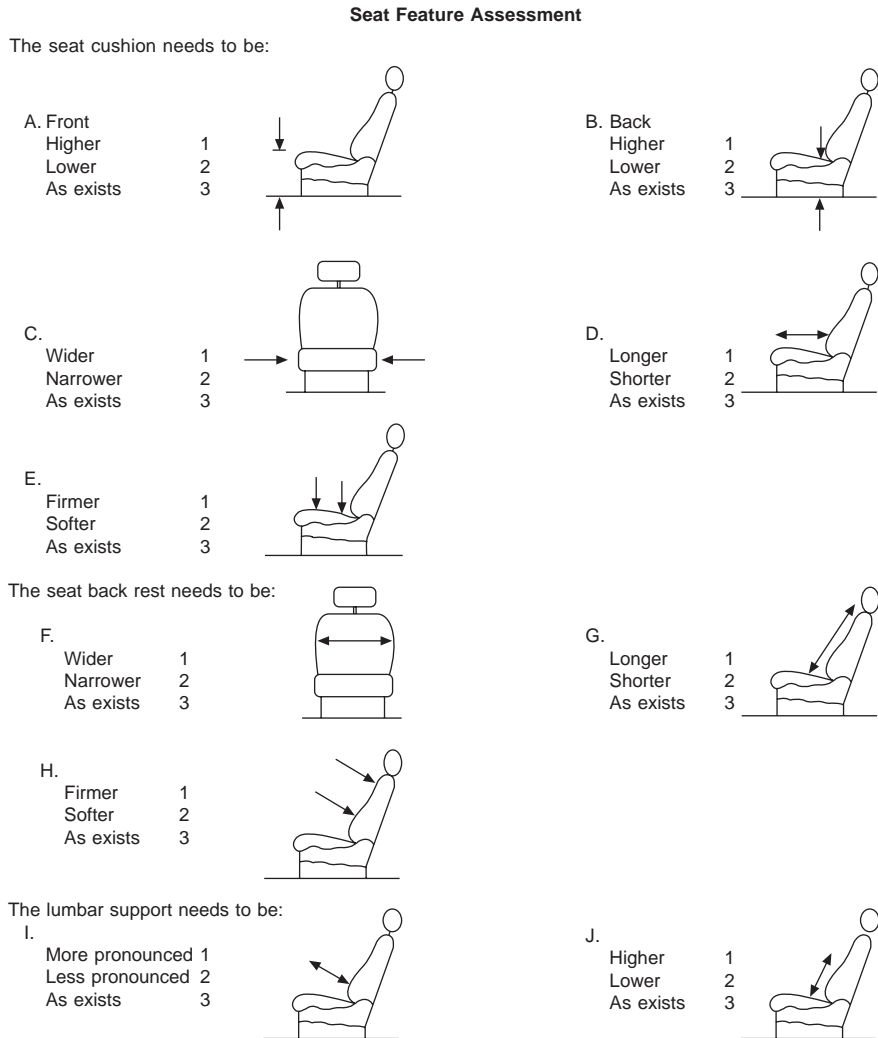 Seat Feature Assessment
The seat cushion needs to be:
A. Front
Higher 1
Lower 2
As exists 3
B. Back
Higher 1
Lower 2
As exists 3
C.
Wider 1
Narrower 2
As exists 3
D.
Longer 1
Shorter 2
As exists 3
E.
Firmer 1
Softer 2
As exists 3
The seat back rest needs to be:
F.
Wider 1
Narrower 2
As exists 3
G.
Longer 1
Shorter 2
As exists 3
H.
Firmer 1
Softer 2
As exists 3
The lumbar support needs to be:
I.
More pronounced 1
Less pronounced 2
As exists 3
J.
Higher 1
Lower 2
As exists 3